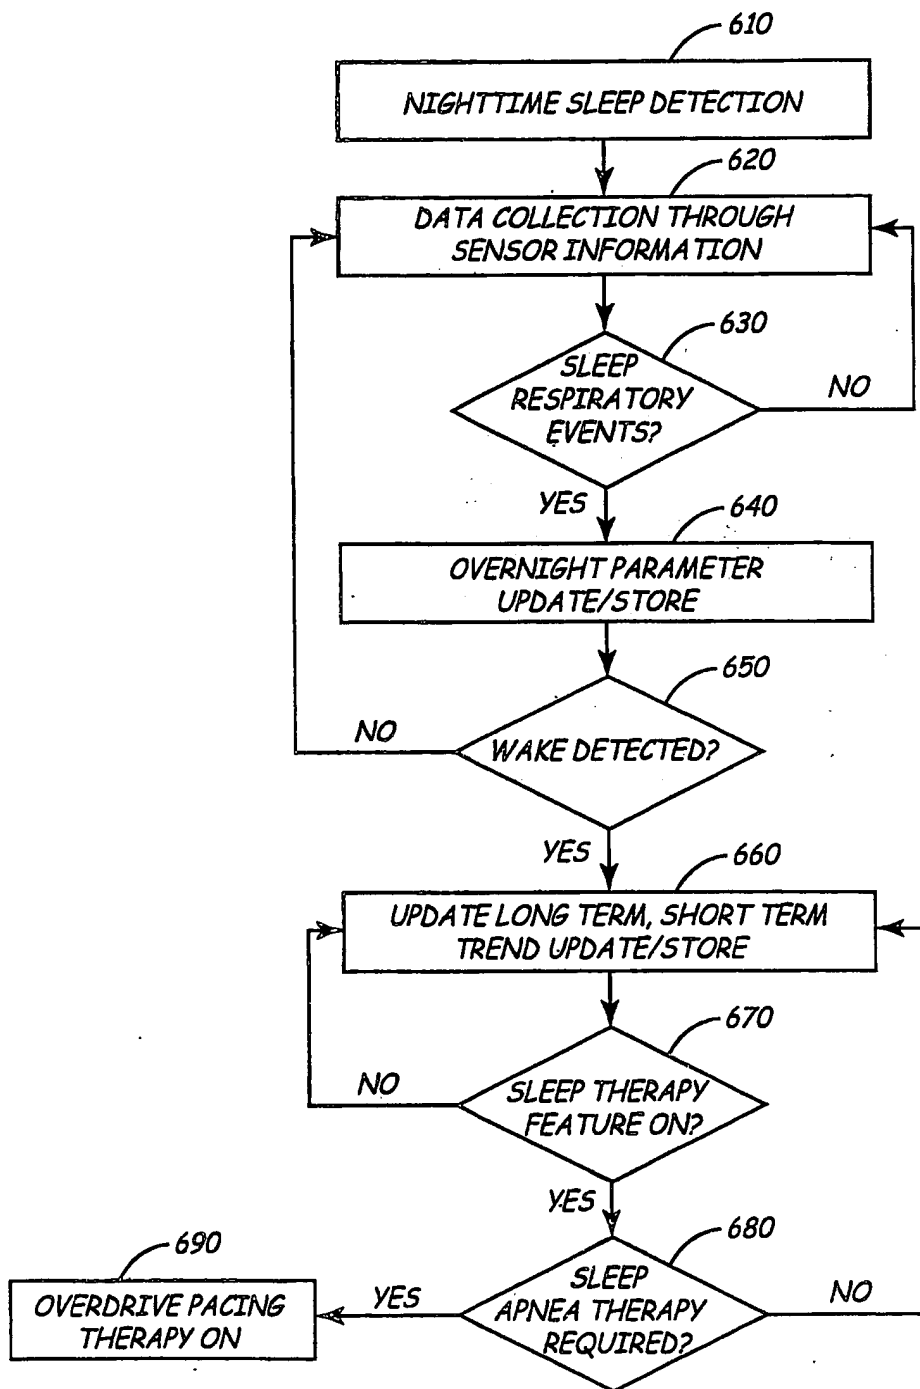 610
NIGHTTIME SLEEP DETECTION
620
DATA COLLECTION THROUGH
SENSOR INFORMATION
630
SLEEP
RESPIRATORY
EVENTS?
NO
YES
640
OVERNIGHT PARAMETER
UPDATE/STORE
650
WAKE DETECTED?
NO
YES
660
UPDATE LONG TERM, SHORT TERM
TREND UPDATE/STORE
670
SLEEP THERAPY
FEATURE ON?
NO
YES
680
SLEEP
APNEA THERAPY
REQUIRED?
NO
YES
690
OVERDRIVE PACING
THERAPY ON